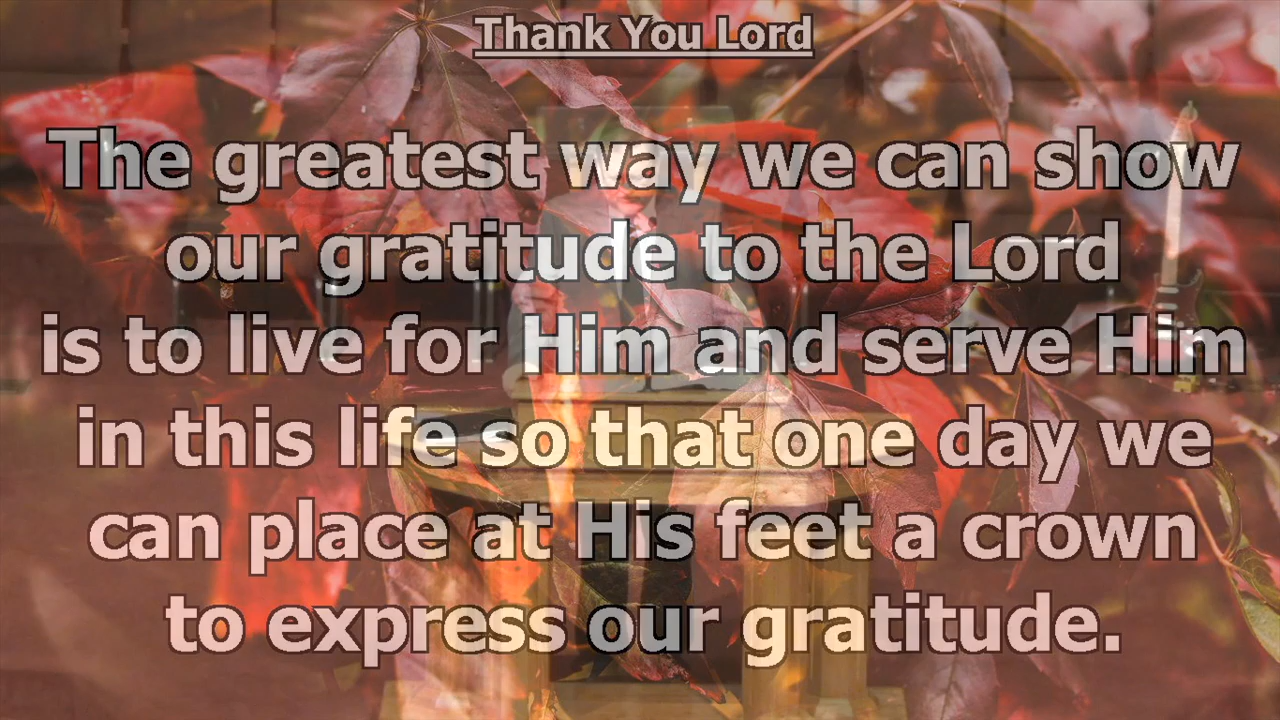 Thank You Lord
The greatest way we can show
our gratitude to the Lord
is to live for Him and serve Him
in this life so that one day we
can place at His feet a crown
to express our gratitude.